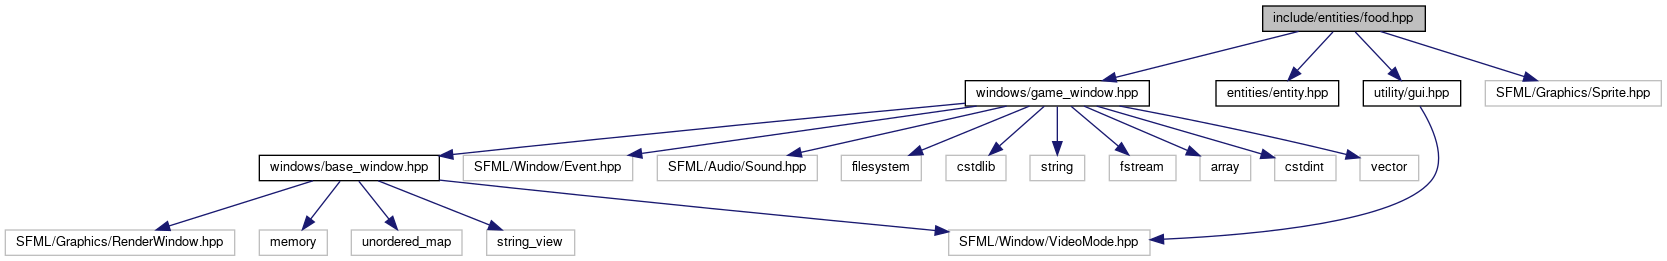 include/entities/food.hpp
windows/game_window.hpp
entities/entity.hpp
utility/gui.hpp
SFML/Graphics/Sprite.hpp
windows/base_window.hpp
SFML/Window/Event.hpp
SFML/Audio/Sound.hpp
filesystem
cstdlib
string
fstream
array
cstdint
vector
SFML/Graphics/RenderWindow.hpp
memory
unordered_map
string_view
SFML/Window/VideoMode.hpp